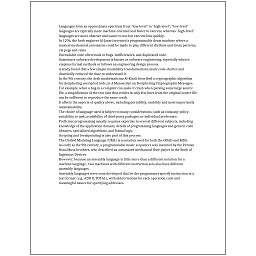 Languages form an approximate spectrum from "low-level" to "high-level"; "low-level"
languages are typically more machine-oriented and faster to execute, whereas "high-level"
languages are more abstract and easier to use but execute less quickly.
In 1206, the Arab engineer Al-Jazari invented a programmable drum machine where a
musical mechanical automaton could be made to play different rhythms and drum patterns,
via pegs and cams.
Unreadable code often leads to bugs, inefficiencies, and duplicated code.
Sometimes software development is known as software engineering, especially when it
employs formal methods or follows an engineering design process.
A study found that a few simple readability transformations made code shorter and
drastically reduced the time to understand it.
In the 9th century, the Arab mathematician Al-Kindi described a cryptographic algorithm
for deciphering encrypted code, in A Manuscript on Deciphering Cryptographic Messages.
For example, when a bug in a compiler can make it crash when parsing some large source
file, a simplification of the test case that results in only few lines from the original source file
can be sufficient to reproduce the same crash.
It affects the aspects of quality above, including portability, usability and most importantly
maintainability.
The choice of language used is subject to many considerations, such as company policy,
suitability to task, availability of third-party packages, or individual preference.
Proficient programming usually requires expertise in several different subjects, including
knowledge of the application domain, details of programming languages and generic code
libraries, specialized algorithms, and formal logic.
Scripting and breakpointing is also part of this process.
The Unified Modeling Language (UML) is a notation used for both the OOAD and MDA.
As early as the 9th century, a programmable music sequencer was invented by the Persian
Banu Musa brothers, who described an automated mechanical flute player in the Book of
Ingenious Devices.
However, because an assembly language is little more than a different notation for a
machine language, two machines with different instruction sets also have different
assembly languages.
Assembly languages were soon developed that let the programmer specify instruction in a
text format (e.g., ADD X, TOTAL), with abbreviations for each operation code and
meaningful names for specifying addresses.